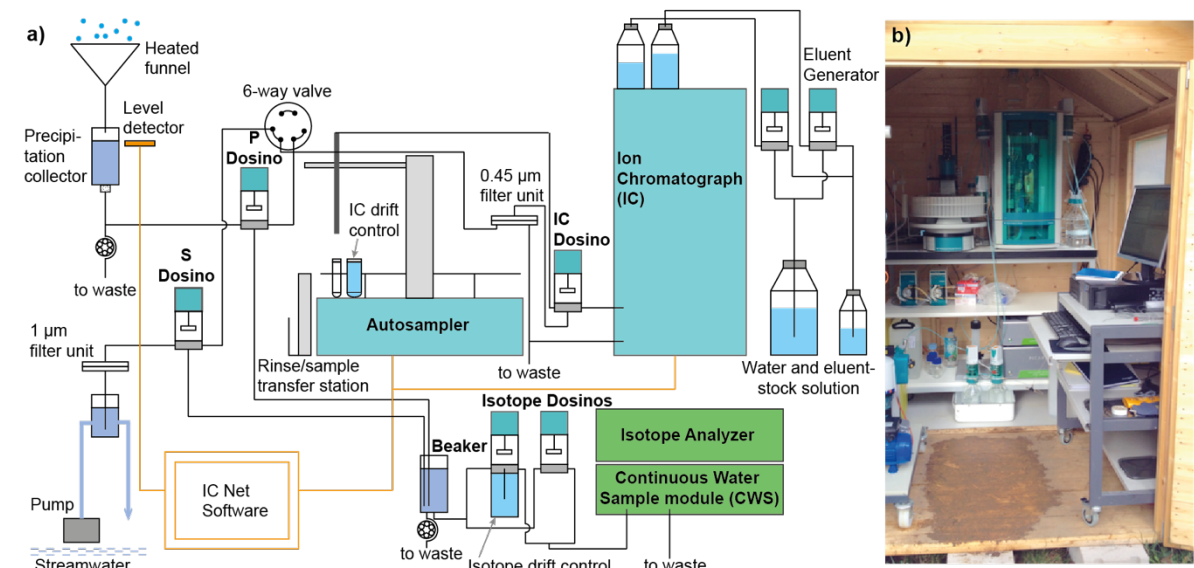 a)
Heated
funnel
Level
detector
6-way valve
Precipi-
tation
collector
P
Dosino
IC drift
control
0.45 µm
filter unit
IC
Dosino
Ion
Chromatograph
(IC)
Eluent
Generator
to waste
S
Dosino
1 µm
filter unit
Autosampler
Rinse/sample
transfer station
to waste
Water and eluent-
stock solution
Isotope Dosinos
Beaker
Isotope Analyzer
Continuous Water
Sample module (CWS)
IC Net
Software
Pump
Streamwater
to waste
Isotope drift control
to waste
b)